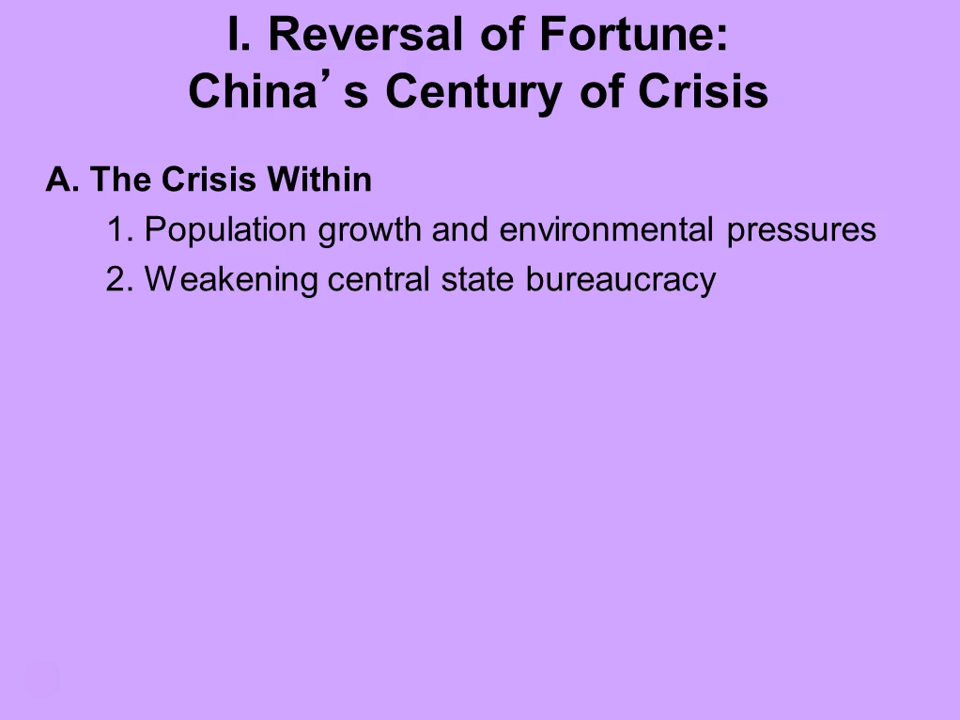 I. Reversal of Fortune:
China’s Century of Crisis
A. The Crisis Within
1. Population growth and environmental pressures
2. Weakening central state bureaucracy